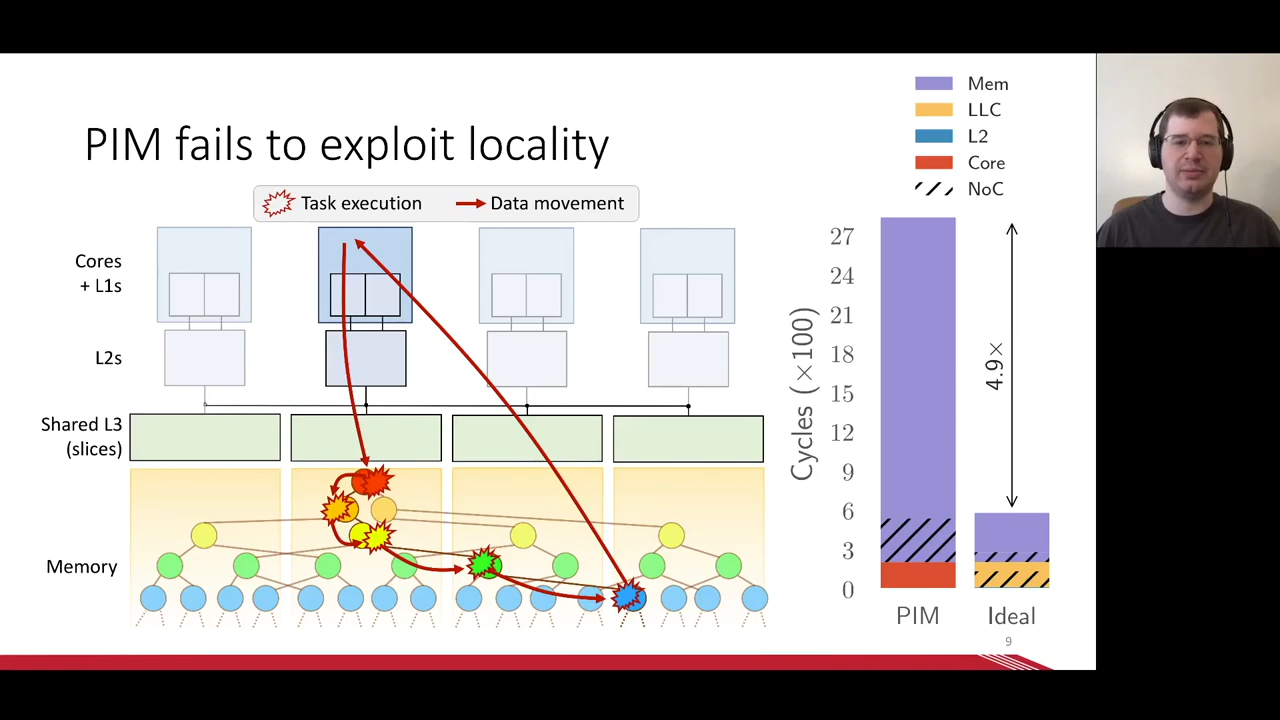 PIM fails to exploit locality
Task execution
Data movement
Cores
+ L1s
L2s
Shared L3
(slices)
Memory
Mem
LLC
L2
Core
NoC
Cycles (×100)
27
24
21
18
15
12
9
6
3
0
4.9×
PIM
Ideal
9